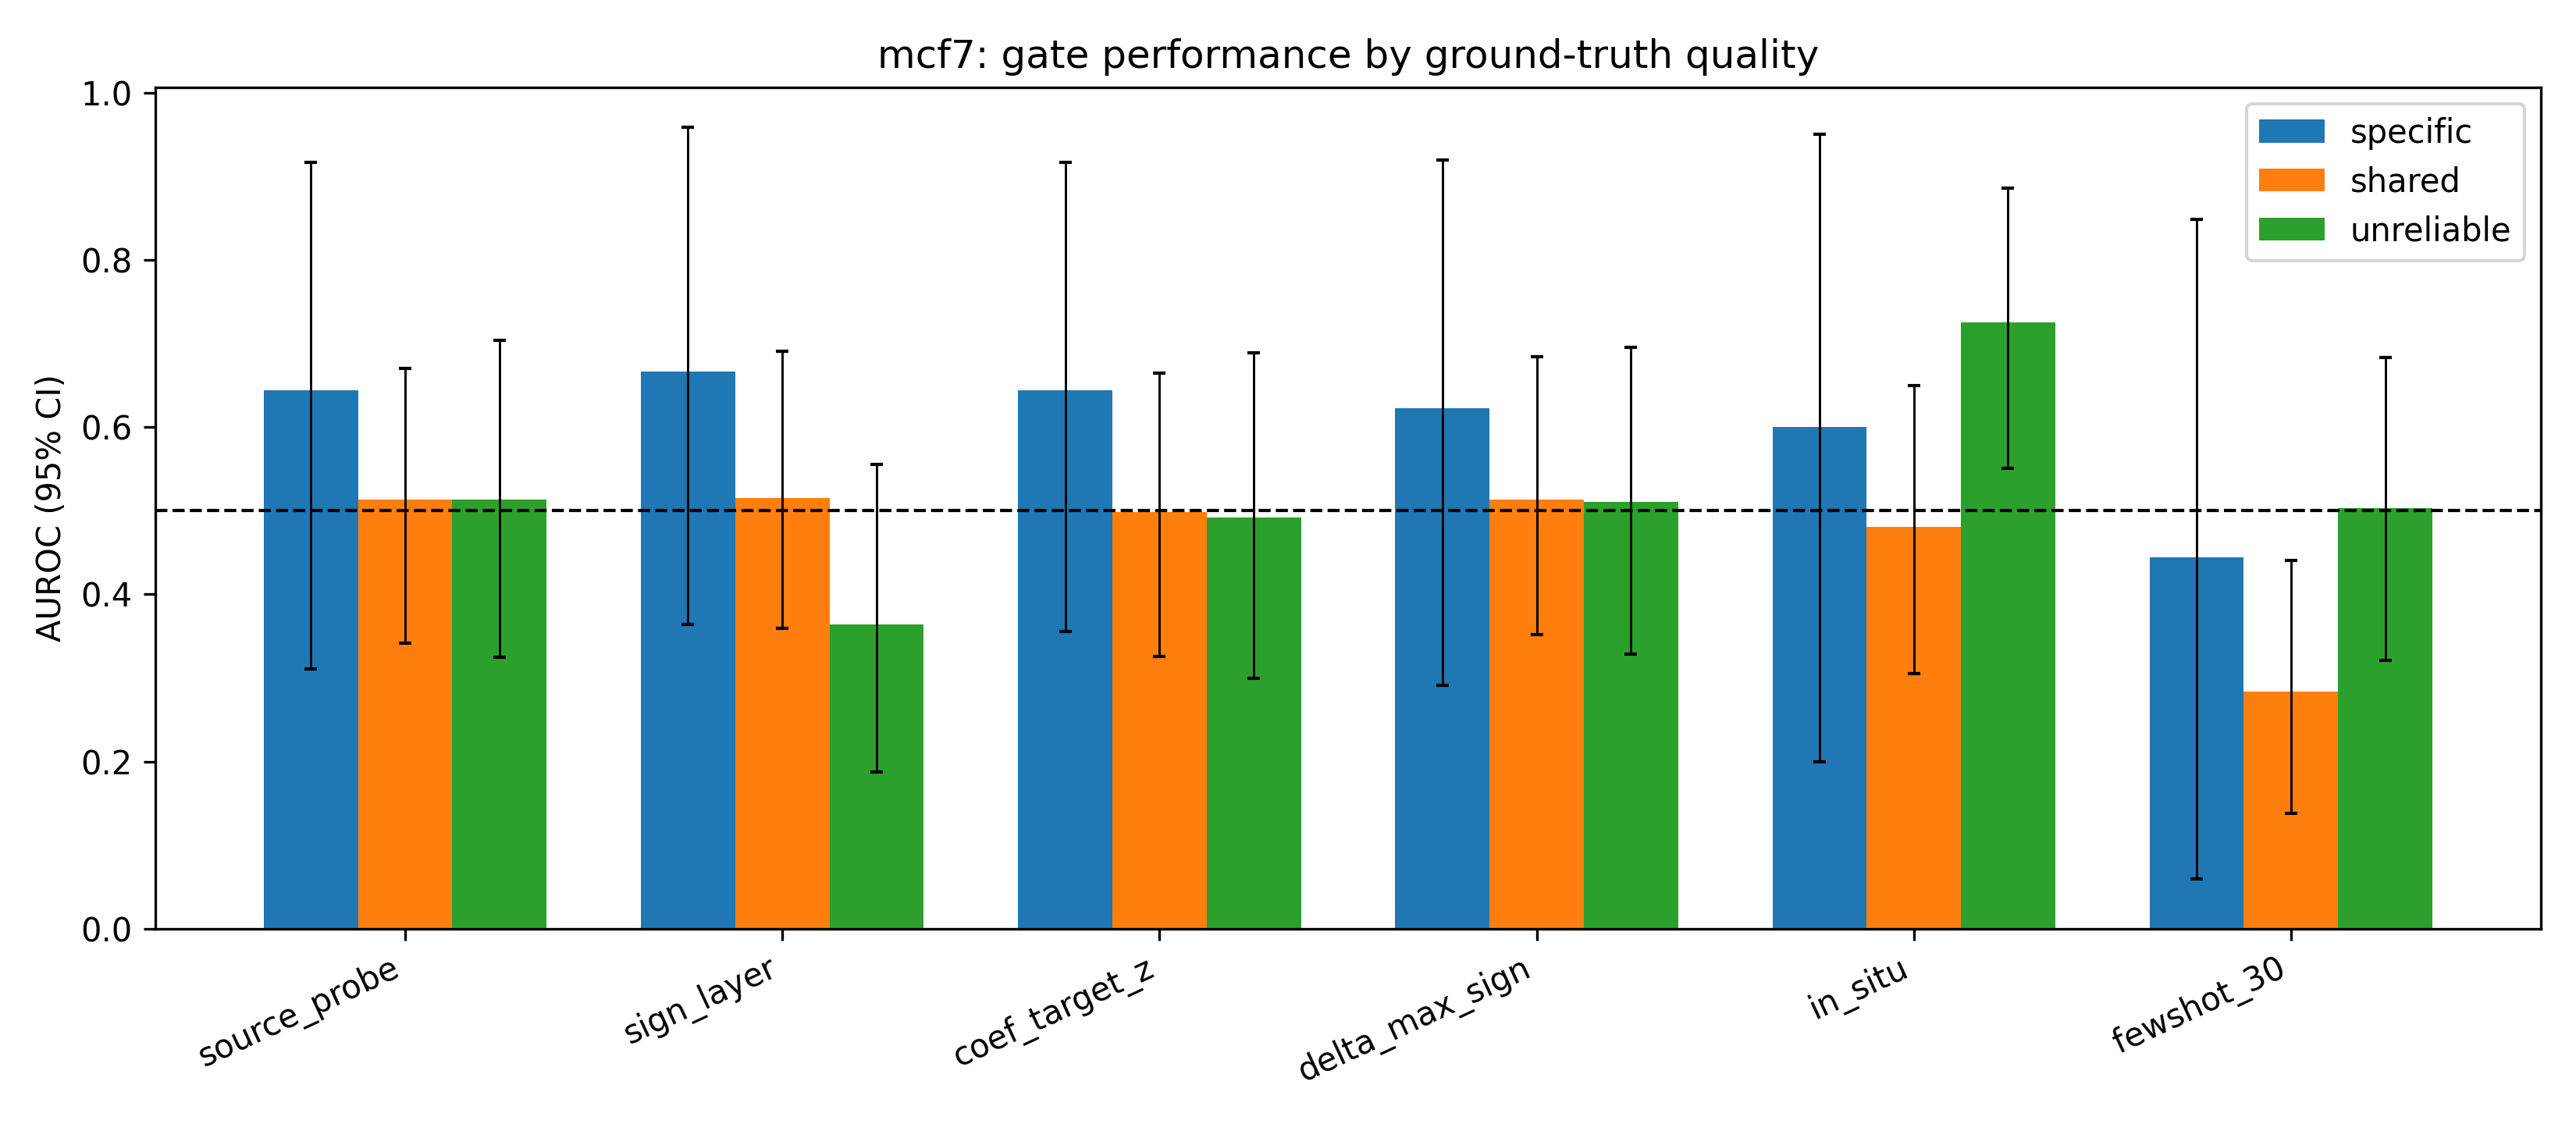 mcf7: gate performance by ground-truth quality
AUROC (95% CI)
1.0
0.8
0.6
0.4
0.2
0.0
specific
shared
unreliable
source_probe
sign_layer
coef_target_z
delta_max_sign
in_situ
fewshot_30